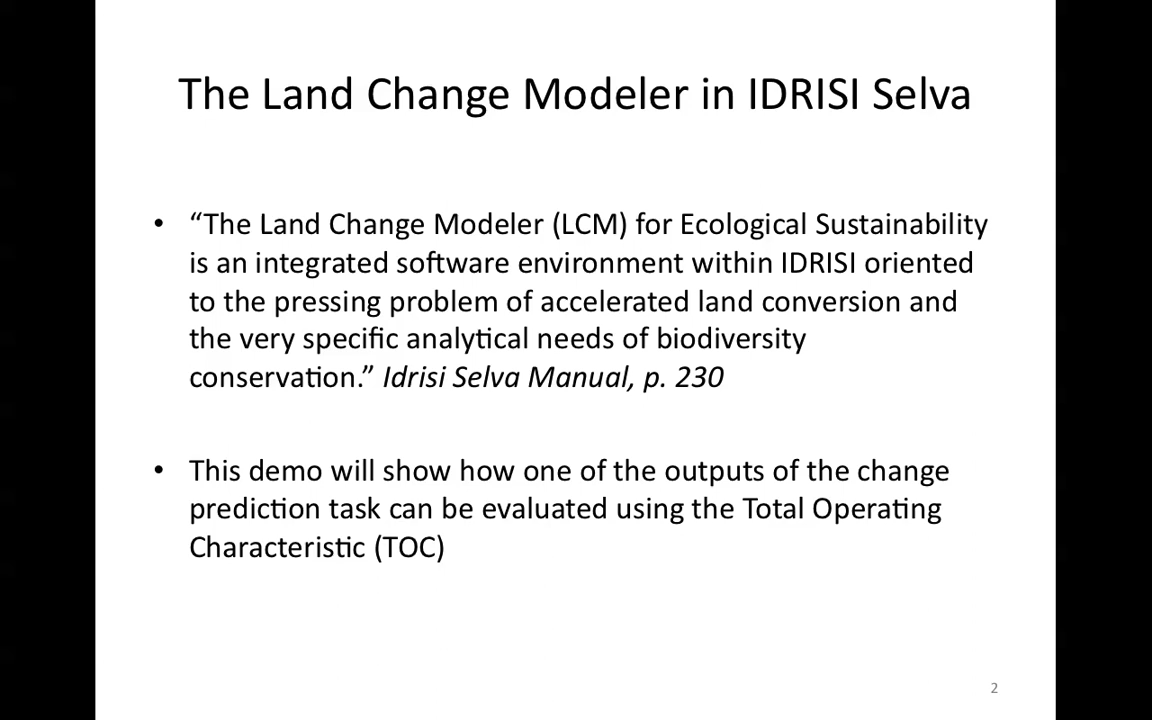 The Land Change Modeler in IDRISI Selva
• “The Land Change Modeler (LCM) for Ecological Sustainability
is an integrated software environment within IDRISI oriented
to the pressing problem of accelerated land conversion and
the very specific analytical needs of biodiversity
conservation.” Idrisi Selva Manual, p. 230
• This demo will show how one of the outputs of the change
prediction task can be evaluated using the Total Operating
Characteristic (TOC)
2